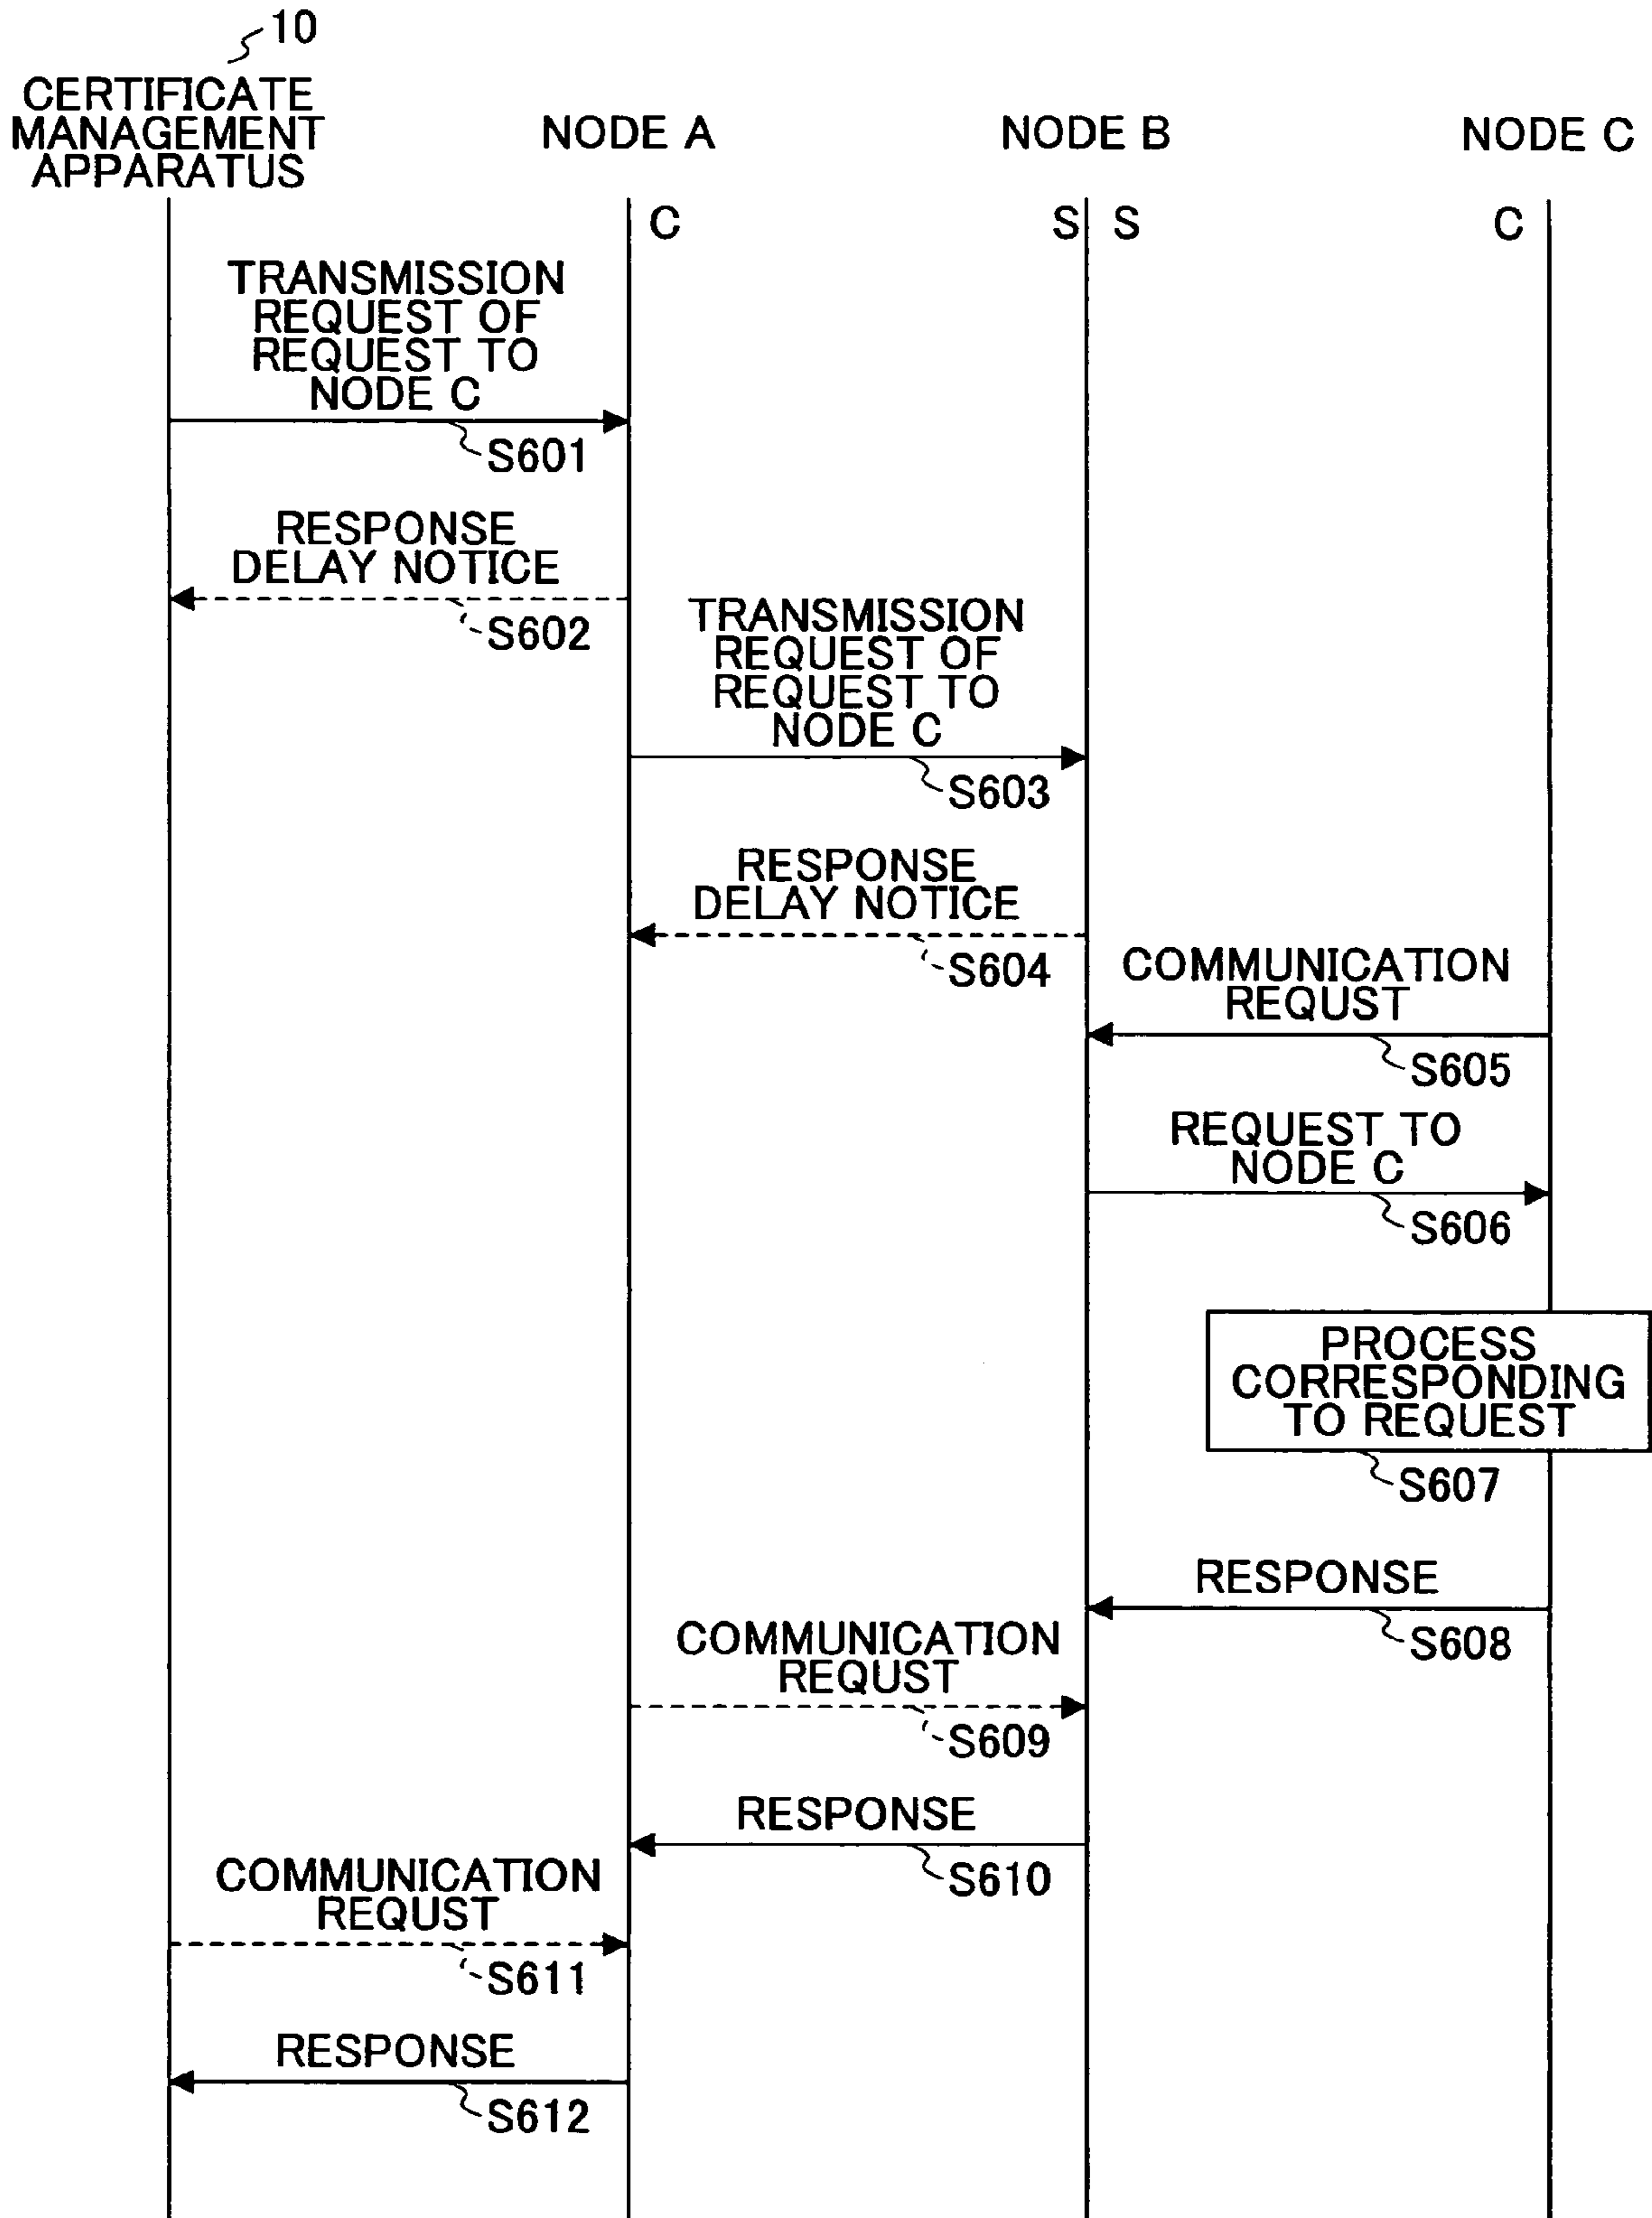 10
CERTIFICATE
MANAGEMENT
APPARATUS
NODE A
NODE B
NODE C
C
S
S
C
TRANSMISSION
REQUEST OF
REQUEST TO
NODE C
S601
RESPONSE
DELAY NOTICE
S602
TRANSMISSION
REQUEST OF
REQUEST TO
NODE C
S603
RESPONSE
DELAY NOTICE
S604
COMMUNICATION
REQUST
S605
REQUEST TO
NODE C
S606
PROCESS
CORRESPONDING
TO REQUEST
S607
RESPONSE
S608
COMMUNICATION
REQUST
S609
RESPONSE
S610
COMMUNICATION
REQUST
S611
RESPONSE
S612